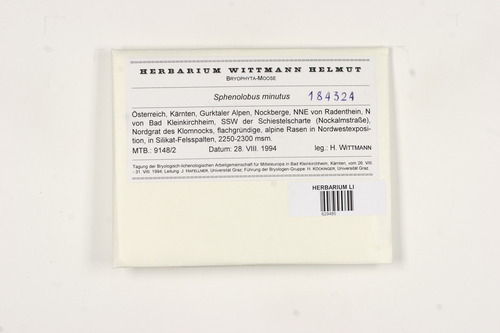 HERBARIUM WITTMANN HELMUT
BRYOPHYTA-MOOSE
Sphenolobus minutus
184324
Österreich, Kärnten, Gurktaler Alpen, Nockberge, NNE von Radenthein, N
von Bad Kleinkirchheim, SSW der Schiestelscharte (Nockalmstraße),
Nordgrat des Klomnocks, flachgründige, alpine Rasen in Nordwestexposi-
tion, in Silikat-Felsspalten, 2250-2300 msm.
MTB.: 9148/2 Datum: 28. VIII. 1994 leg.: H. WITTMANN
Tagung der Bryologisch-lichenologischen Arbeitsgemeinschaft für Mitteleuropa in Bad Kleinkirchheim, Kärnten, vom 26. VIII.
- 31. VIII. 1994; Leitung: J. HAFELLNER, Universität Graz; Führung der Bryologen-Gruppe: H. KÖCKINGER, Universität Graz.
HERBARIUM LI
629486